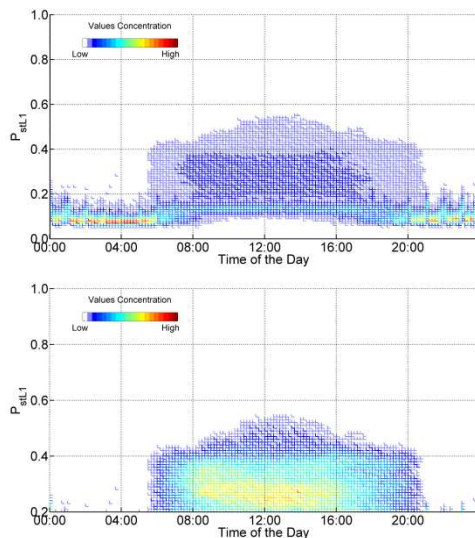 1.0
Values Concentration
Low High
0.8
0.6
PstL1
0.4
0.2
0.0
00:00 04:00 08:00 12:00 16:00 20:00
Time of the Day
1.0
Values Concentration
Low High
0.8
0.6
PstL1
0.4
0.2
00:00 04:00 08:00 12:00 16:00 20:00
Time of the Day